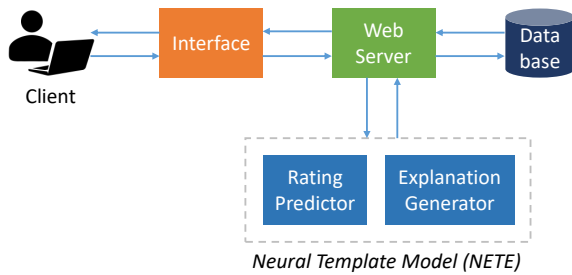 Client
Interface
Web
Server
Data
base
Rating
Predictor
Explanation
Generator
Neural Template Model (NETE)